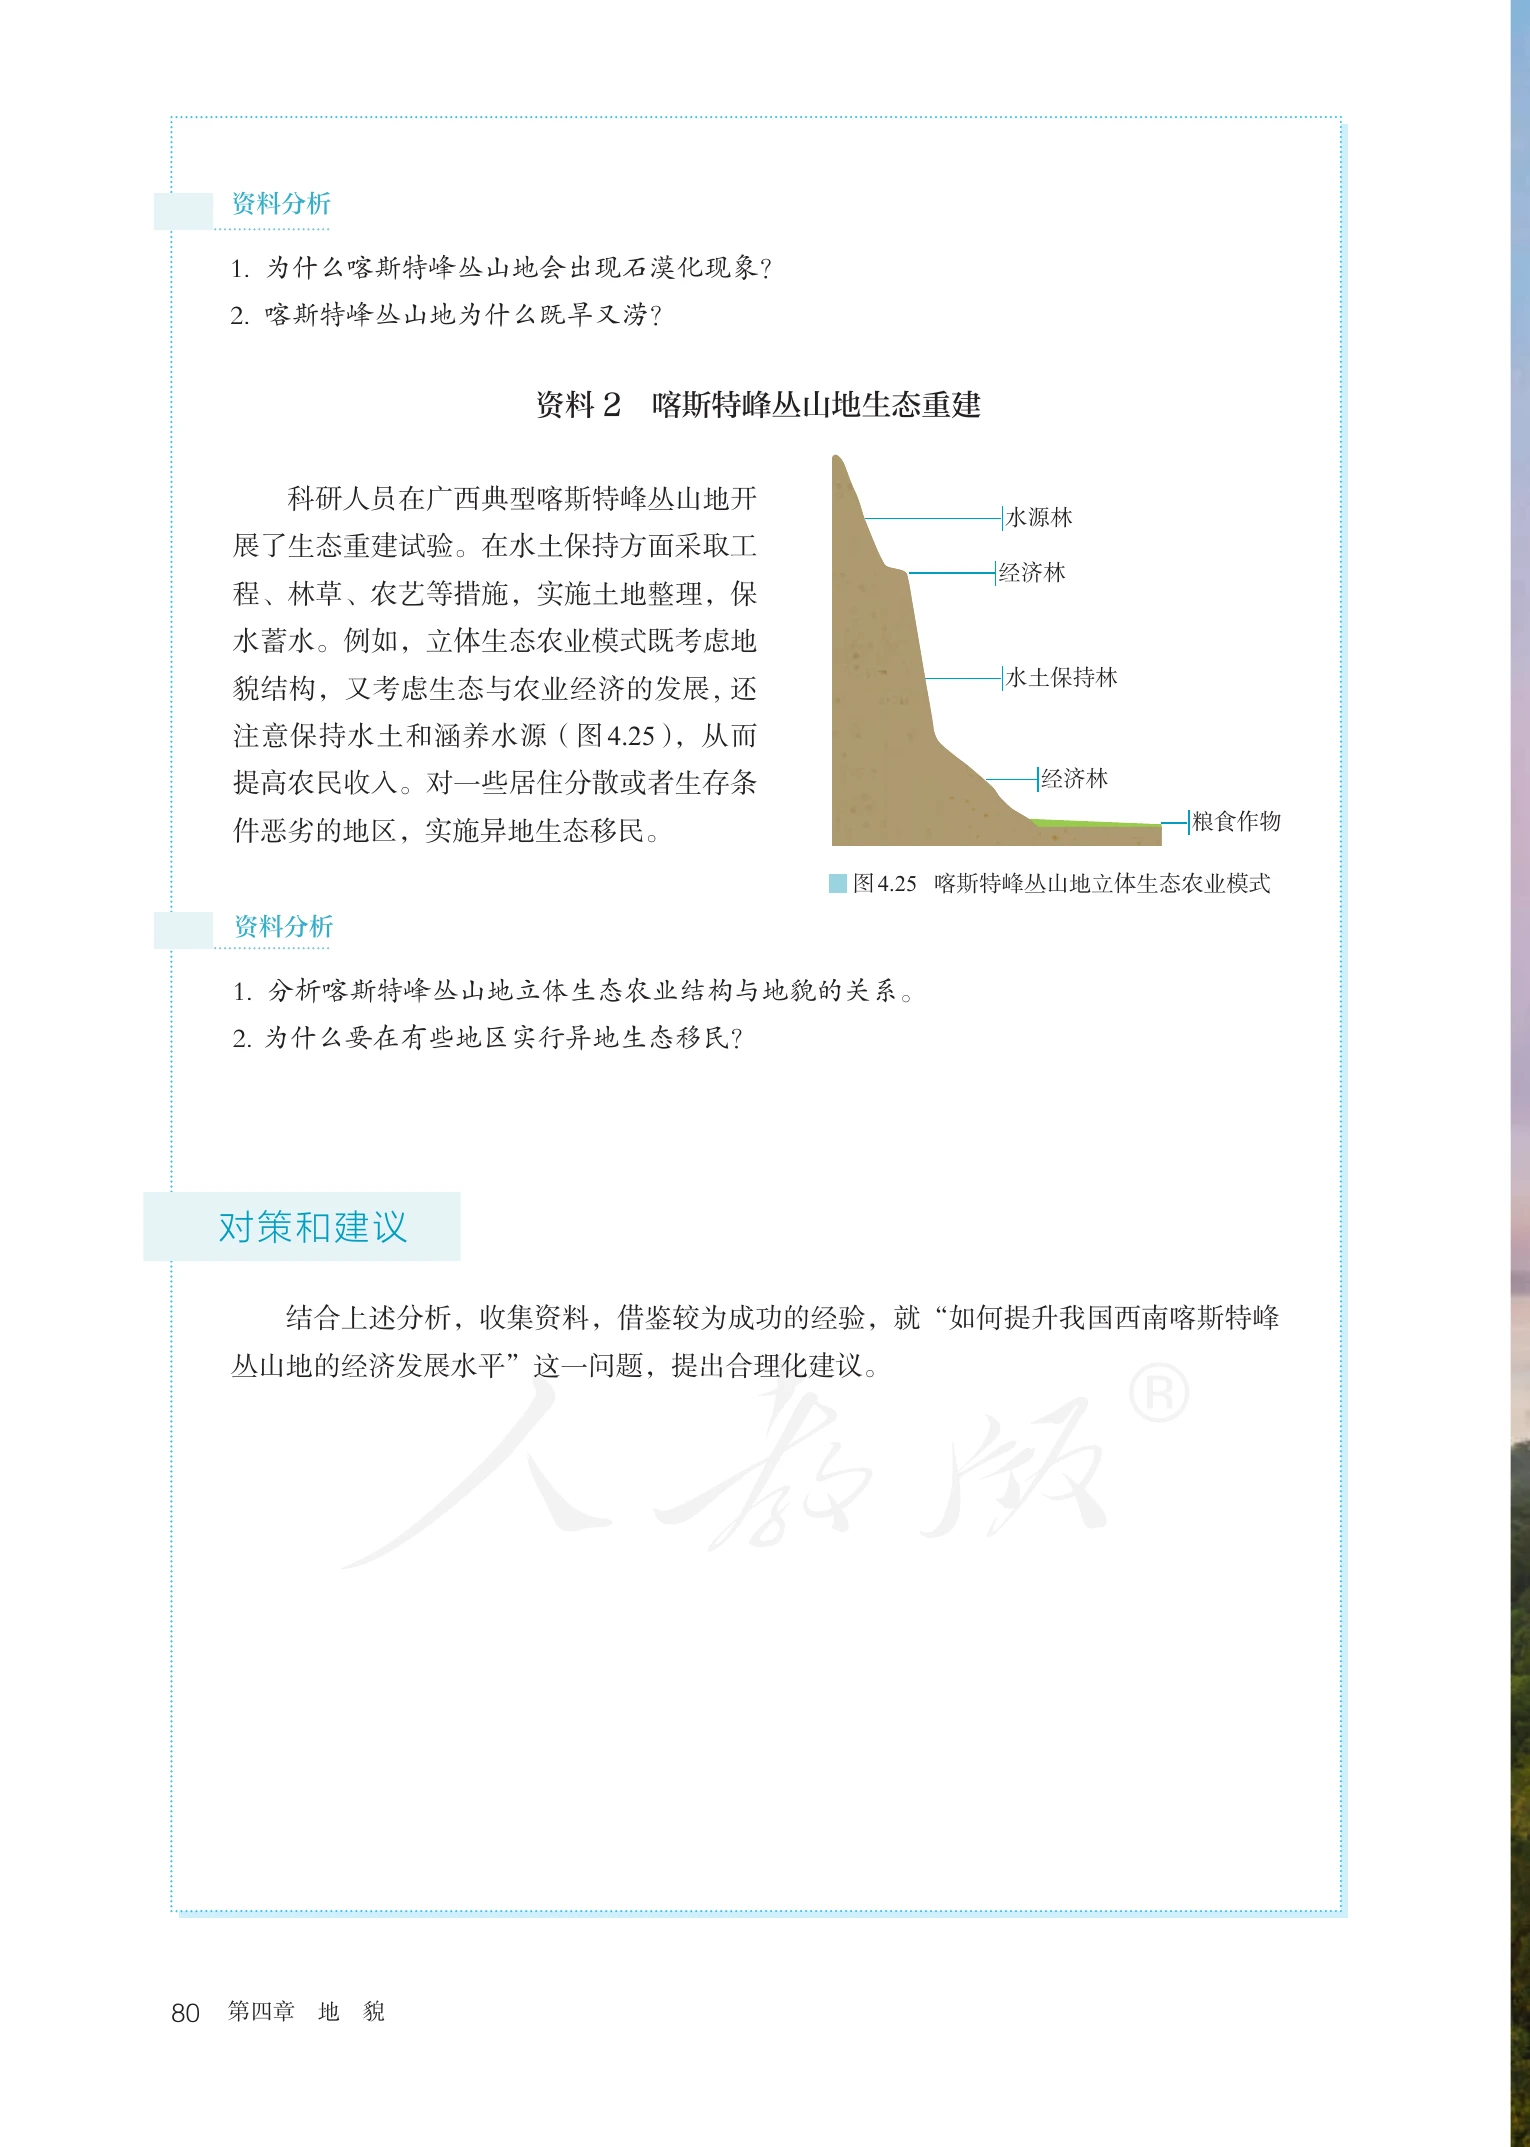 资料分析
1. 为什么喀斯特峰丛山地会出现石漠化现象？
2. 喀斯特峰丛山地为什么既旱又涝？
资料2 喀斯特峰丛山地生态重建
科研人员在广西典型喀斯特峰丛山地开
展了生态重建试验。在水土保持方面采取工
程、林草、农艺等措施，实施土地整理，保
水蓄水。例如，立体生态农业模式既考虑地
貌结构，又考虑生态与农业经济的发展，还
注意保持水土和涵养水源（图4.25），从而
提高农民收入。对一些居住分散或者生存条
件恶劣的地区，实施异地生态移民。
水源林
经济林
水土保持林
经济林
粮食作物
图4.25 喀斯特峰丛山地立体生态农业模式
资料分析
1. 分析喀斯特峰丛山地立体生态农业结构与地貌的关系。
2. 为什么要在有些地区实行异地生态移民？
对策和建议
结合上述分析，收集资料，借鉴较为成功的经验，就“如何提升我国西南喀斯特峰
丛山地的经济发展水平”这一问题，提出合理化建议。
人教版®
80 第四章 地 貌